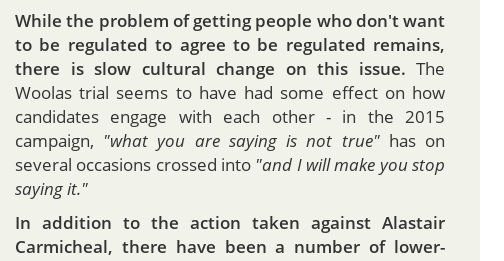 While the problem of getting people who don't want
to be regulated to agree to be regulated remains,
there is slow cultural change on this issue. The
Woolas trial seems to have had some effect on how
candidates engage with each other - in the 2015
campaign, "what you are saying is not true" has on
several occasions crossed into "and I will make you stop
saying it."
In addition to the action taken against Alastair
Carmicheal, there have been a number of lower-